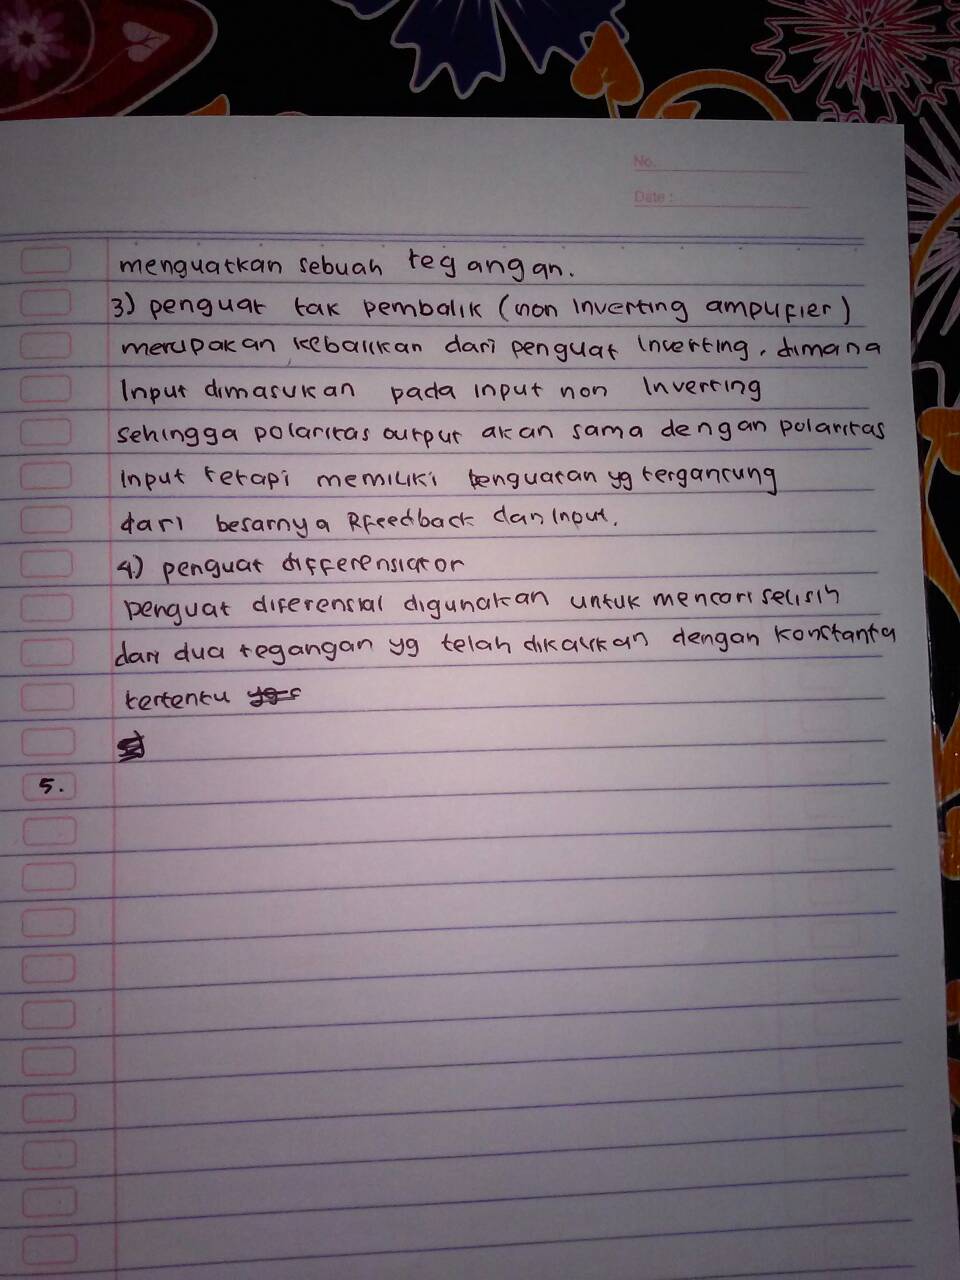 No.
Date :
menguatkan sebuah tegangan.
3) penguat tak pembalik (non Inverting ampLifier)
merupakan kebalikan dari penguat Inverting, dimana
Input dimasukan pada input non Inverting
sehingga polaritas output akan sama dengan polaritas
Input tetapi memiliki penguatan yg tergantung
dari besarnya Rfeedback dan Input.
4) penguat differensiator
penguat diferensial digunakan untuk mencari selisih
dari dua tegangan yg telah dikalikan dengan konstanta
tertentu
5.